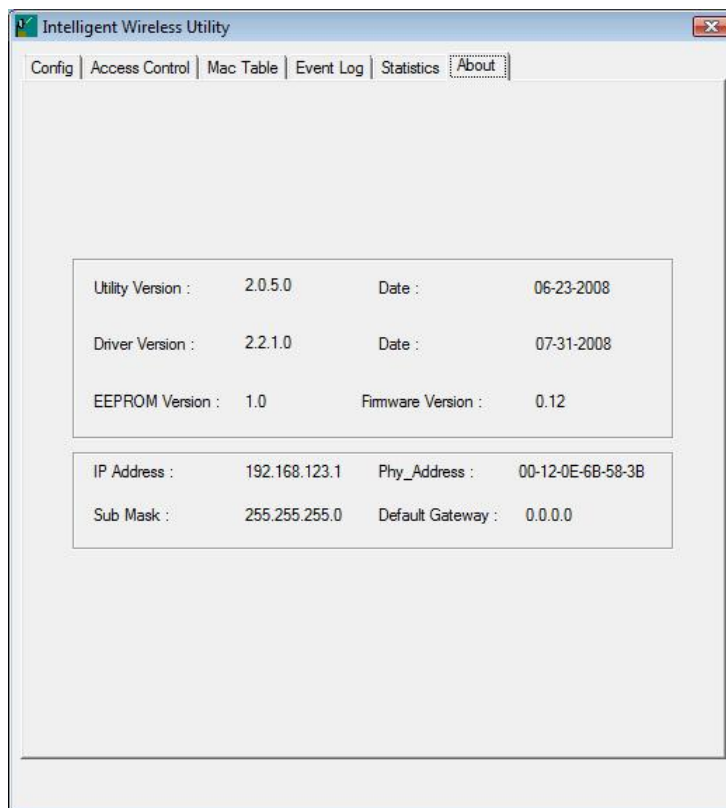 Intelligent Wireless Utility
Config Access Control Mac Table Event Log Statistics About
Utility Version : 2.0.5.0 Date : 06-23-2008
Driver Version : 2.2.1.0 Date : 07-31-2008
EEPROM Version : 1.0 Firmware Version : 0.12
IP Address : 192.168.123.1 Phy_Address : 00-12-0E-6B-58-3B
Sub Mask : 255.255.255.0 Default Gateway : 0.0.0.0